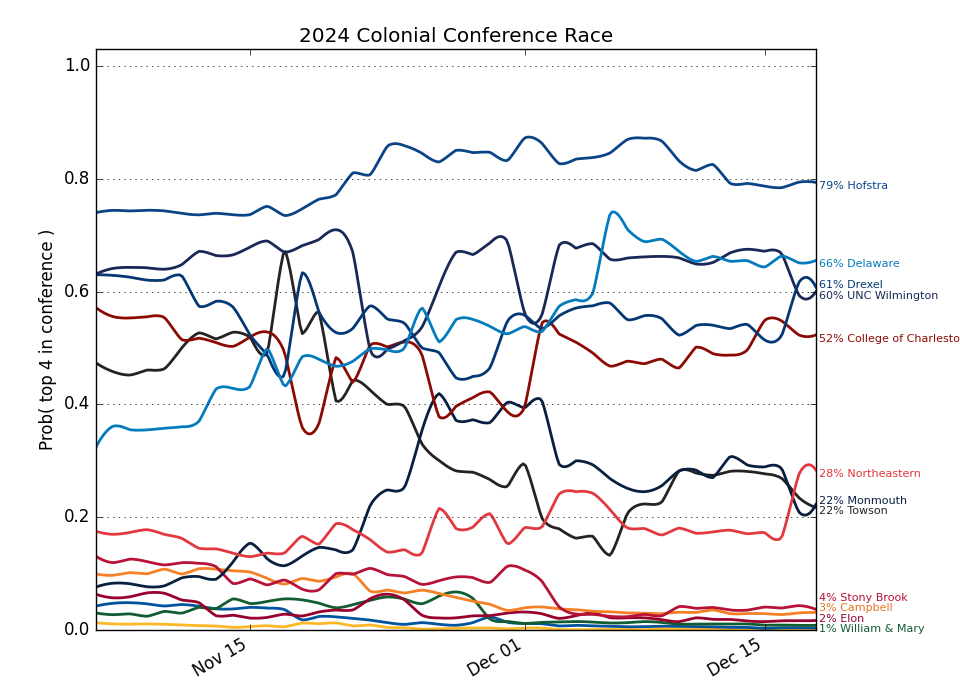 2024 Colonial Conference Race
Prob( top 4 in conference )
1.0
0.8
0.6
0.4
0.2
0.0
Nov 15
Dec 01
Dec 15
79% Hofstra
66% Delaware
61% Drexel
60% UNC Wilmington
52% College of Charlesto
28% Northeastern
22% Monmouth
22% Towson
4% Stony Brook
3% Campbell
2% Elon
1% William & Mary